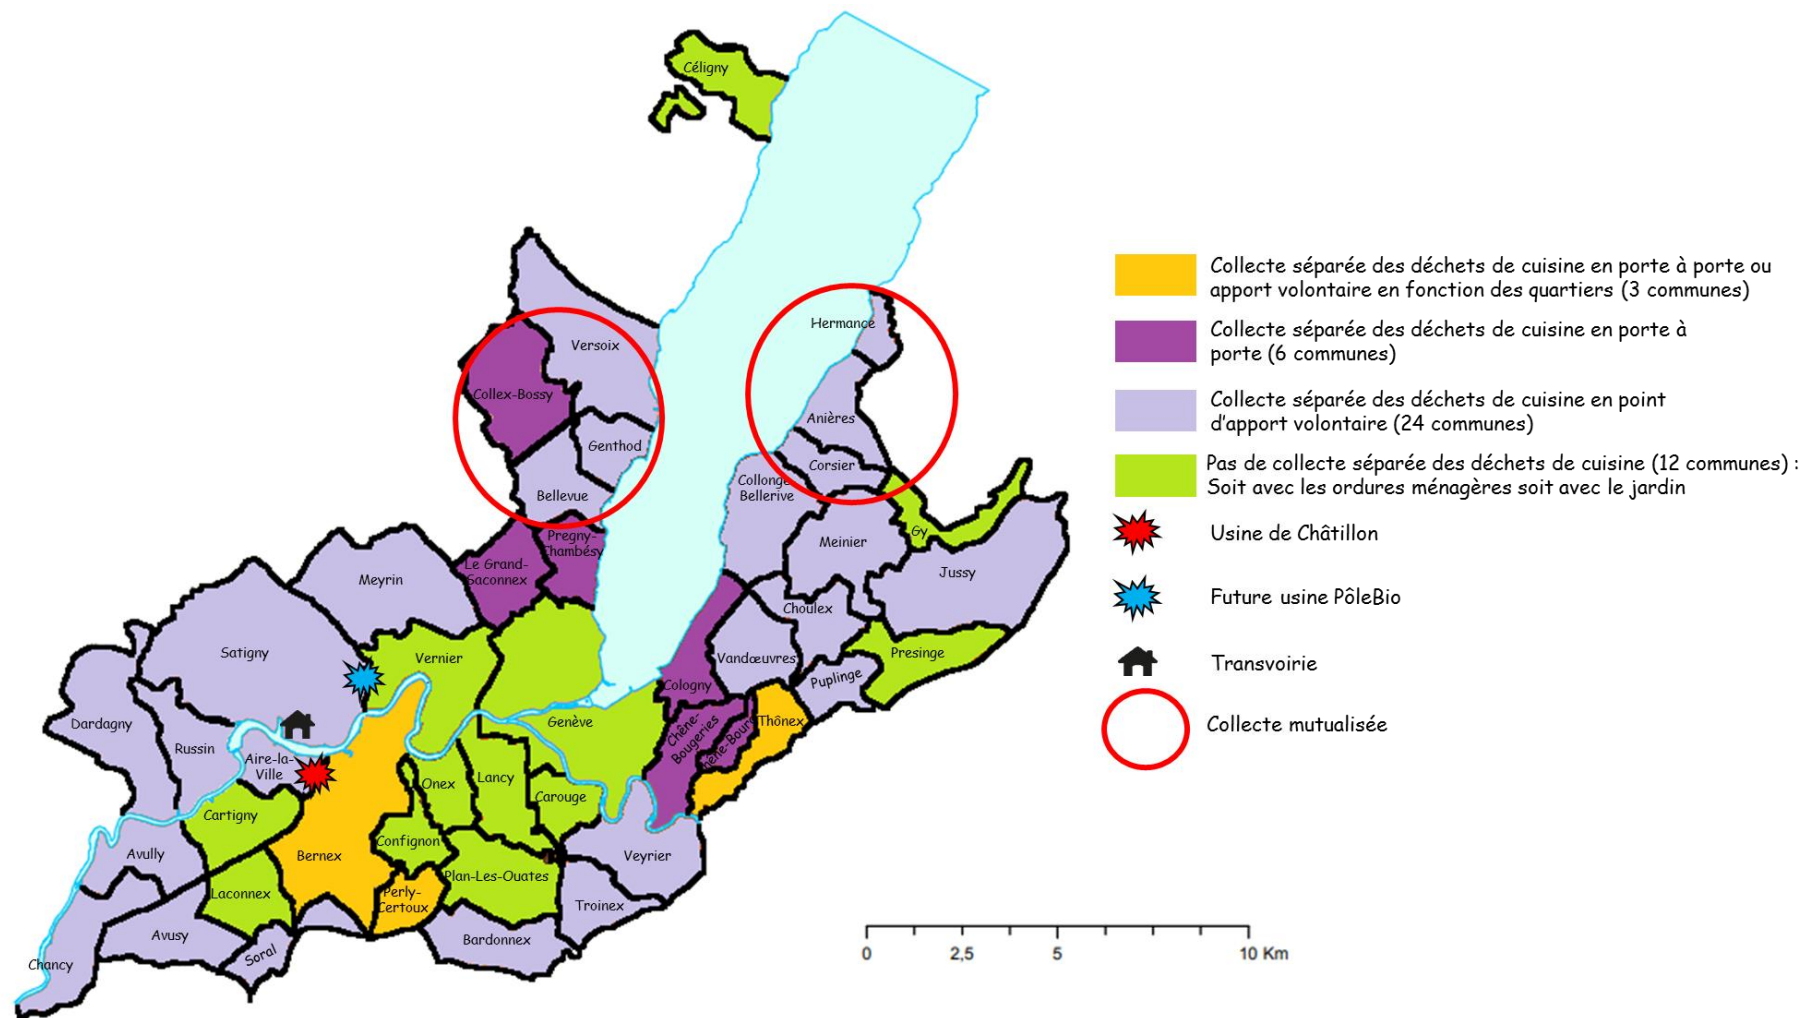 Céligny
Versoix
Collex-Bossy
Genthod
Bellevue
Pregny-
Chambésy
Le Grand-
Saconnex
Meyrin
Hermance
Anières
Corsier
Collonge
Bellerive
Gy
Meinier
Jussy
Choulex
Vandœuvres
Presinge
Puplinge
Cologny
Chêne-
Bougeries
Thônex
Satigny
Vernier
Genève
Dardagny
Russin
Aire-la-
Ville
Cartigny
Onex
Lancy
Carouge
Confignon
Bernex
Avully
Laconnex
Perly-
Certoux
Plan-Les-Ouates
Veyrier
Troinex
Avusy
Soral
Bardonnex
Chancy
Collecte séparée des déchets de cuisine en porte à porte ou
apport volontaire en fonction des quartiers (3 communes)
Collecte séparée des déchets de cuisine en porte à
porte (6 communes)
Collecte séparée des déchets de cuisine en point
d'apport volontaire (24 communes)
Pas de collecte séparée des déchets de cuisine (12 communes) :
Soit avec les ordures ménagères soit avec le jardin
Usine de Châtillon
Future usine PôleBio
Transvoirie
Collecte mutualisée
0 2,5 5 10 Km